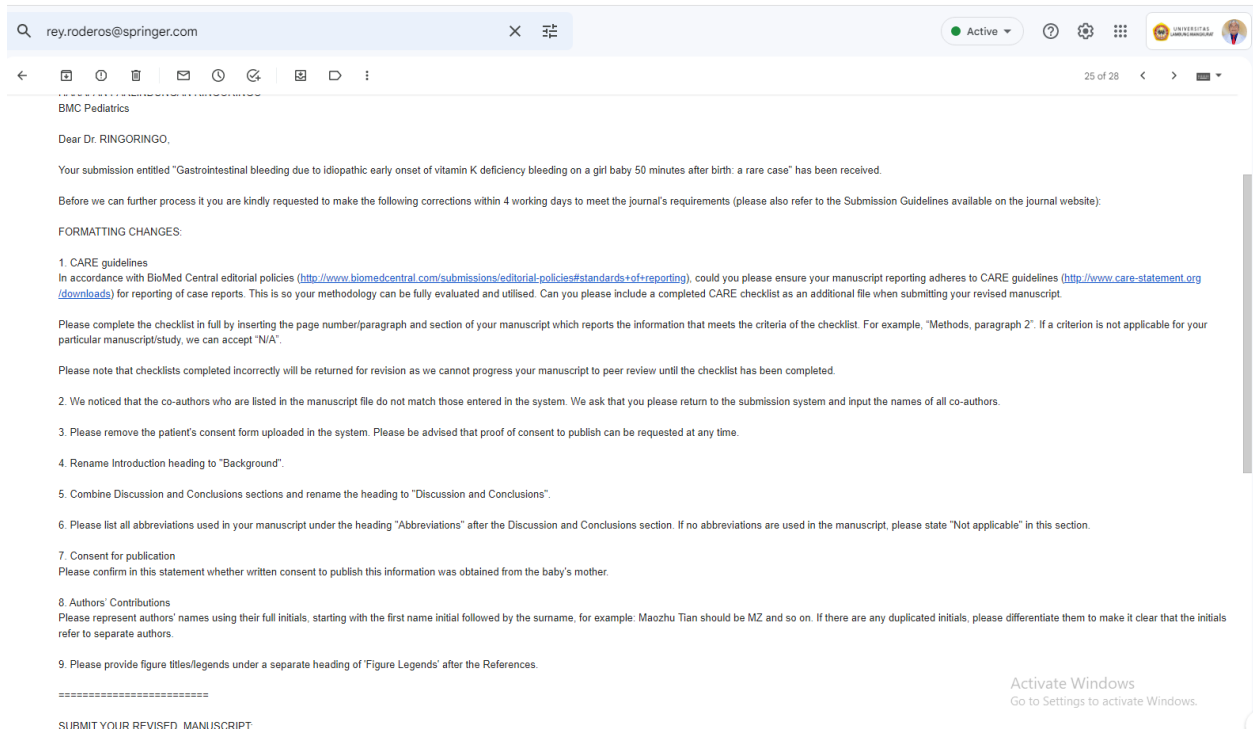 rey.roderos@springer.com
Active
UNIVERSITAS
LAMBUNG MANGKURAT
25 of 28
HARAPAN PARLINDUNGAN RINGORINGO
BMC Pediatrics
Dear Dr. RINGORINGO,
Your submission entitled "Gastrointestinal bleeding due to idiopathic early onset of vitamin K deficiency bleeding on a girl baby 50 minutes after birth: a rare case" has been received.
Before we can further process it you are kindly requested to make the following corrections within 4 working days to meet the journal's requirements (please also refer to the Submission Guidelines available on the journal website):
FORMATTING CHANGES:
1. CARE guidelines
In accordance with BioMed Central editorial policies (http://www.biomedcentral.com/submissions/editorial-policies#standards+of+reporting), could you please ensure your manuscript reporting adheres to CARE guidelines (http://www.care-statement.org
/downloads) for reporting of case reports. This is so your methodology can be fully evaluated and utilised. Can you please include a completed CARE checklist as an additional file when submitting your revised manuscript.
Please complete the checklist in full by inserting the page number/paragraph and section of your manuscript which reports the information that meets the criteria of the checklist. For example, "Methods, paragraph 2". If a criterion is not applicable for your
particular manuscript/study, we can accept "N/A".
Please note that checklists completed incorrectly will be returned for revision as we cannot progress your manuscript to peer review until the checklist has been completed.
2. We noticed that the co-authors who are listed in the manuscript file do not match those entered in the system. We ask that you please return to the submission system and input the names of all co-authors.
3. Please remove the patient's consent form uploaded in the system. Please be advised that proof of consent to publish can be requested at any time.
4. Rename Introduction heading to "Background".
5. Combine Discussion and Conclusions sections and rename the heading to "Discussion and Conclusions".
6. Please list all abbreviations used in your manuscript under the heading "Abbreviations" after the Discussion and Conclusions section. If no abbreviations are used in the manuscript, please state "Not applicable" in this section.
7. Consent for publication
Please confirm in this statement whether written consent to publish this information was obtained from the baby's mother.
8. Authors' Contributions
Please represent authors' names using their full initials, starting with the first name initial followed by the surname, for example: Maozhu Tian should be MZ and so on. If there are any duplicated initials, please differentiate them to make it clear that the initials
refer to separate authors.
9. Please provide figure titles/legends under a separate heading of 'Figure Legends' after the References.
=========================
SUBMIT YOUR REVISED MANUSCRIPT:
Activate Windows
Go to Settings to activate Windows.